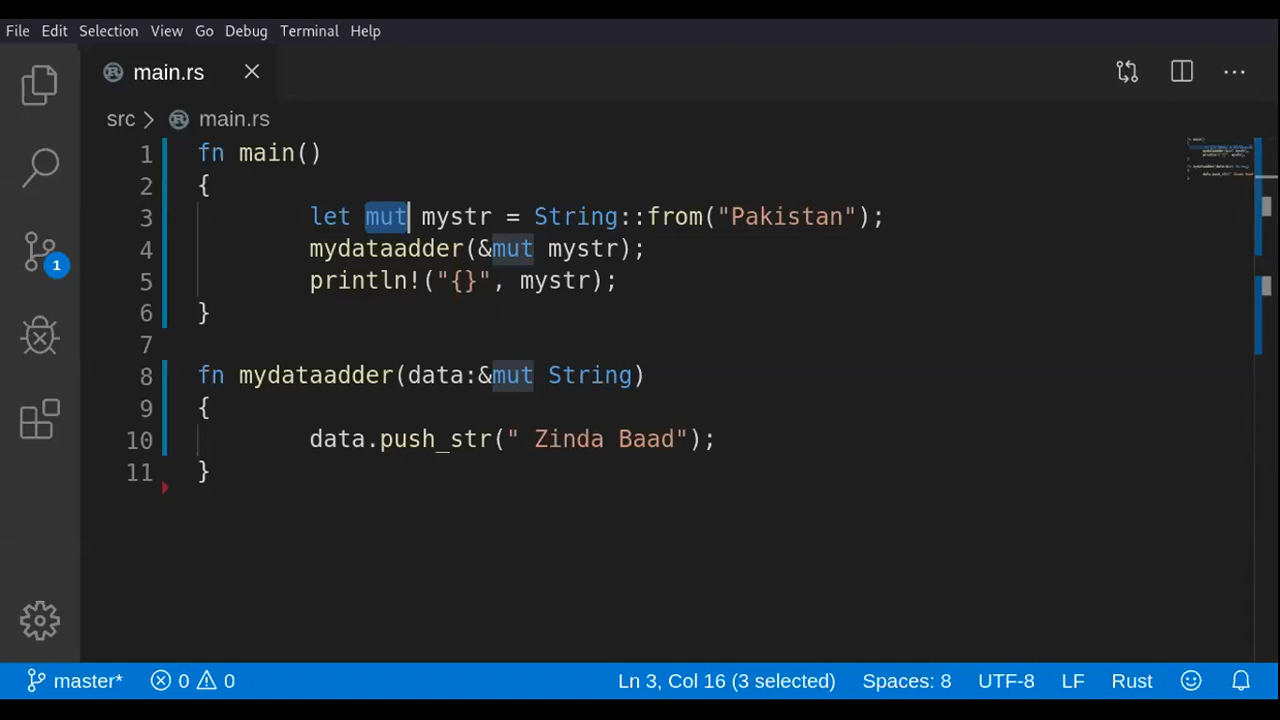 File Edit Selection View Go Debug Terminal Help
main.rs
src > main.rs
1 fn main()
2 {
3 let mut mystr = String::from("Pakistan");
4 mydataadder(&mut mystr);
5 println!("{}", mystr);
6 }
7
8 fn mydataadder(data:&mut String)
9 {
10 data.push_str(" Zinda Baad");
11 }
1
master* 0 0 Ln 3, Col 16 (3 selected) Spaces: 8 UTF-8 LF Rust